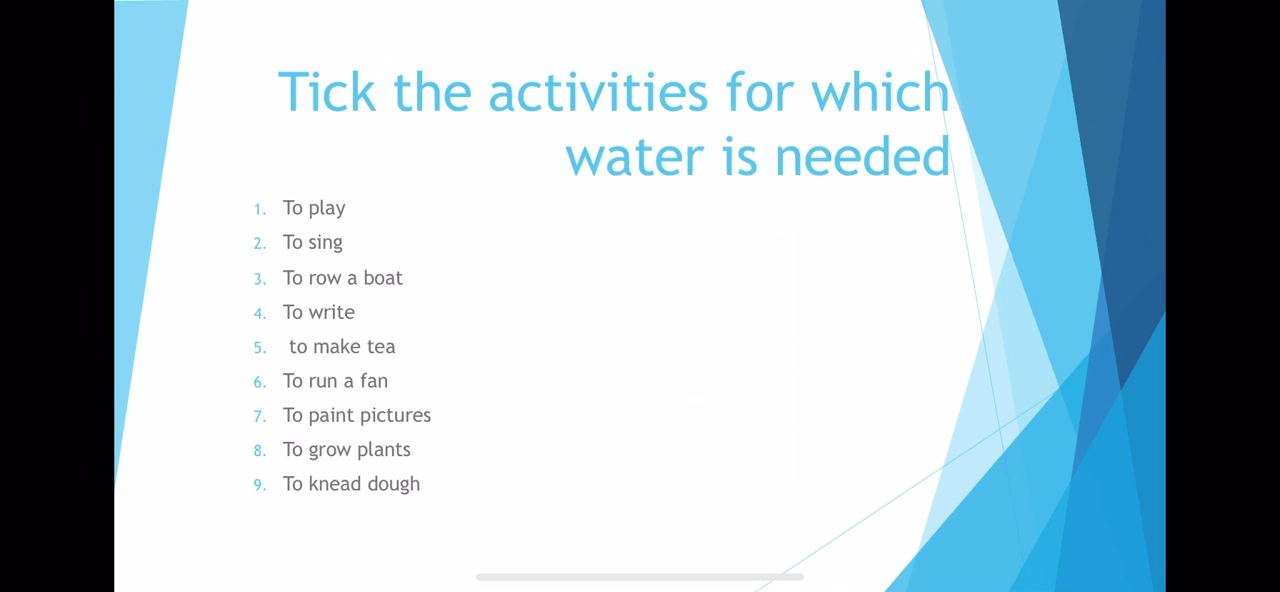 Tick the activities for which
water is needed
1. To play
2. To sing
3. To row a boat
4. To write
5. to make tea
6. To run a fan
7. To paint pictures
8. To grow plants
9. To knead dough